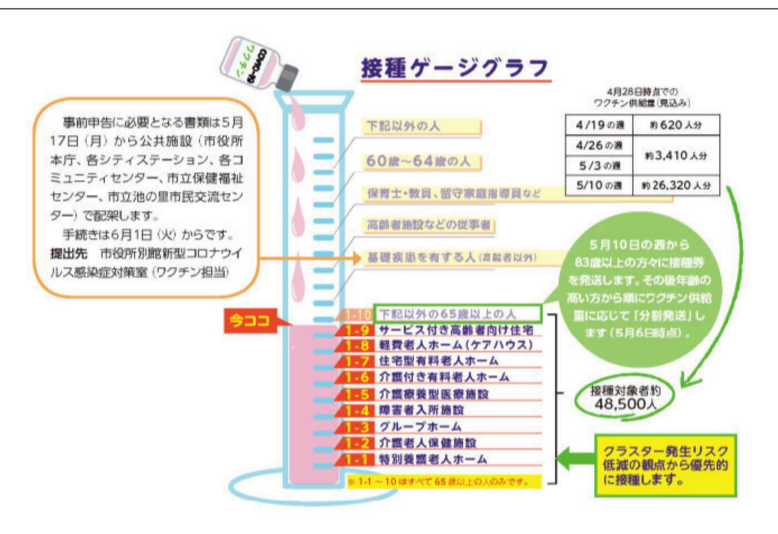 COVID-19
ワクチン
接種ゲージグラフ
4月28日時点での
ワクチン供給量(見込み)
4/19の週 約620人分
4/26の週
約3,410人分
5/3の週
5/10の週 約26,320人分
事前申告に必要となる書類は5月
17日(月)から公共施設(市役所
本庁、各シティステーション、各コ
ミュニティセンター、市立保健福祉
センター、市立池の里市民交流セン
ター)で配架します。
手続きは6月1日(火)からです。
提出先 市役所別館新型コロナウイ
ルス感染症対策室(ワクチン担当)
下記以外の人
60歳〜64歳の人
保育士・教員、留守家庭指導員など
高齢者施設などの従事者
基礎疾患を有する人(高齢者以外)
5月10日の週から
83歳以上の方々に接種券
を発送します。その後年齢の
高い方から順にワクチン供給
量に応じて「分割発送」し
ます(5月6日時点)。
今ココ
1-10 下記以外の65歳以上の人
1-9 サービス付き高齢者向け住宅
1-8 軽費老人ホーム(ケアハウス)
1-7 住宅型有料老人ホーム
1-6 介護付き有料老人ホーム
1-5 介護療養型医療施設
1-4 障害者入所施設
1-3 グループホーム
1-2 介護老人保健施設
1-1 特別養護老人ホーム
※1-1〜10はすべて65歳以上の人のみです。
接種対象者約
48,500人
クラスター発生リスク
低減の観点から優先的
に接種します。